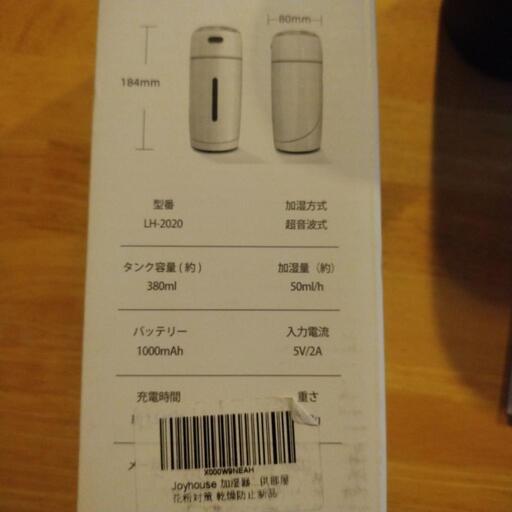 80mm
184mm
型番 加湿方式
LH-2020 超音波式
タンク容量(約) 加湿量(約)
380ml 50ml/h
バッテリー 入力電流
1000mAh 5V/2A
充電時間 重さ
X000W9NEAH
Joyhouse 加湿器
花粉対策 乾燥防止 新品